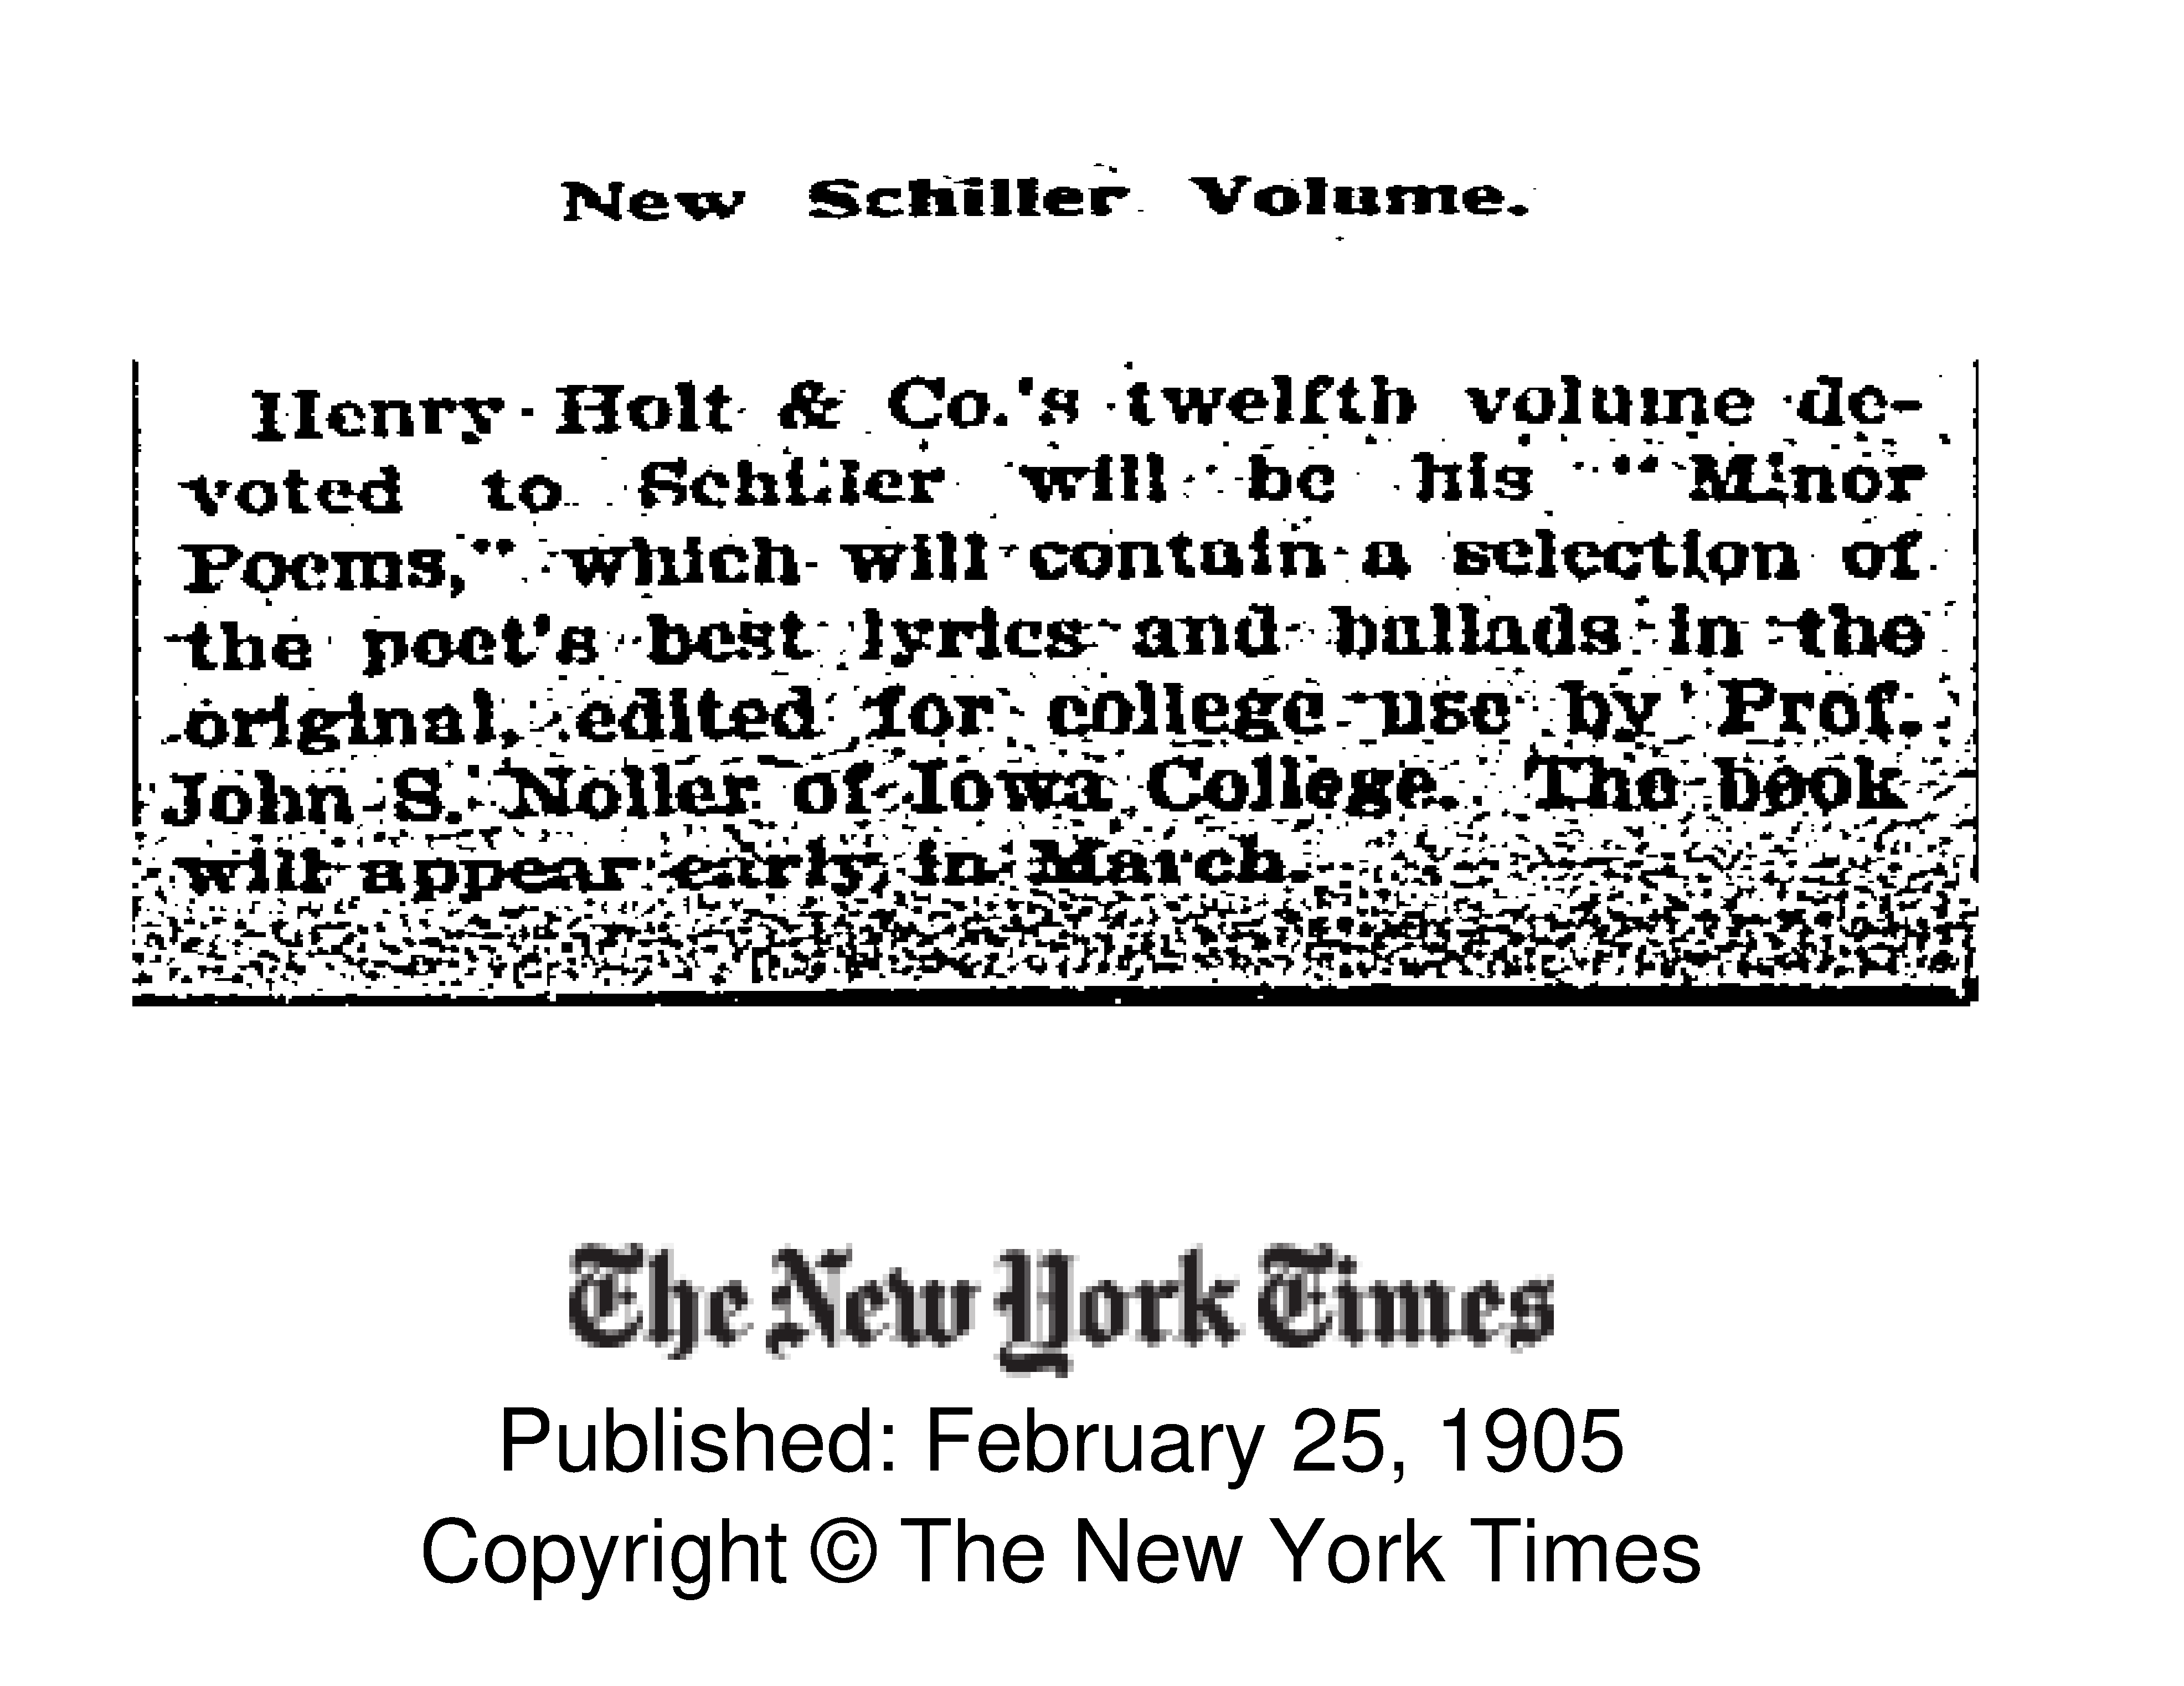 New Schiller Volume.
Henry Holt & Co.'s twelfth volume de-
voted to Schiller will be his "Minor
Poems," which will contain a selection of
the poet's best lyrics and ballads in the
original, edited for college use by Prof.
John S. Noller of Iowa College. The book
will appear early in March.
The New York Times
Published: February 25, 1905
Copyright © The New York Times